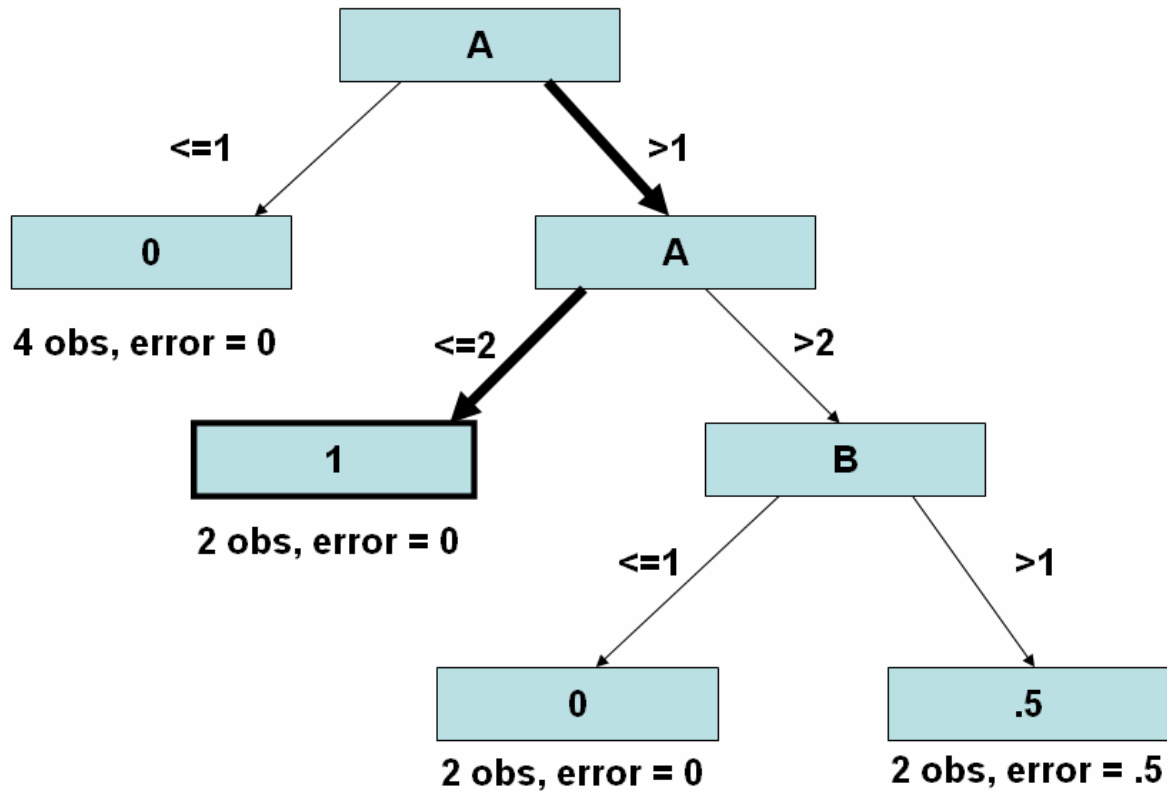 A
<=1
>1
0
A
4 obs, error = 0
<=2
>2
1
B
2 obs, error = 0
<=1
>1
0
.5
2 obs, error = 0
2 obs, error = .5